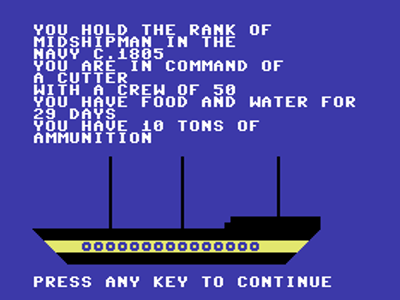 YOU HOLD THE RANK OF
MIDSHIPMAN IN THE
NAVY C.1805
YOU ARE IN COMMAND OF
A CUTTER
WITH A CREW OF 50
YOU HAVE FOOD AND WATER FOR
29 DAYS
YOU HAVE 10 TONS OF
AMMUNITION
PRESS ANY KEY TO CONTINUE